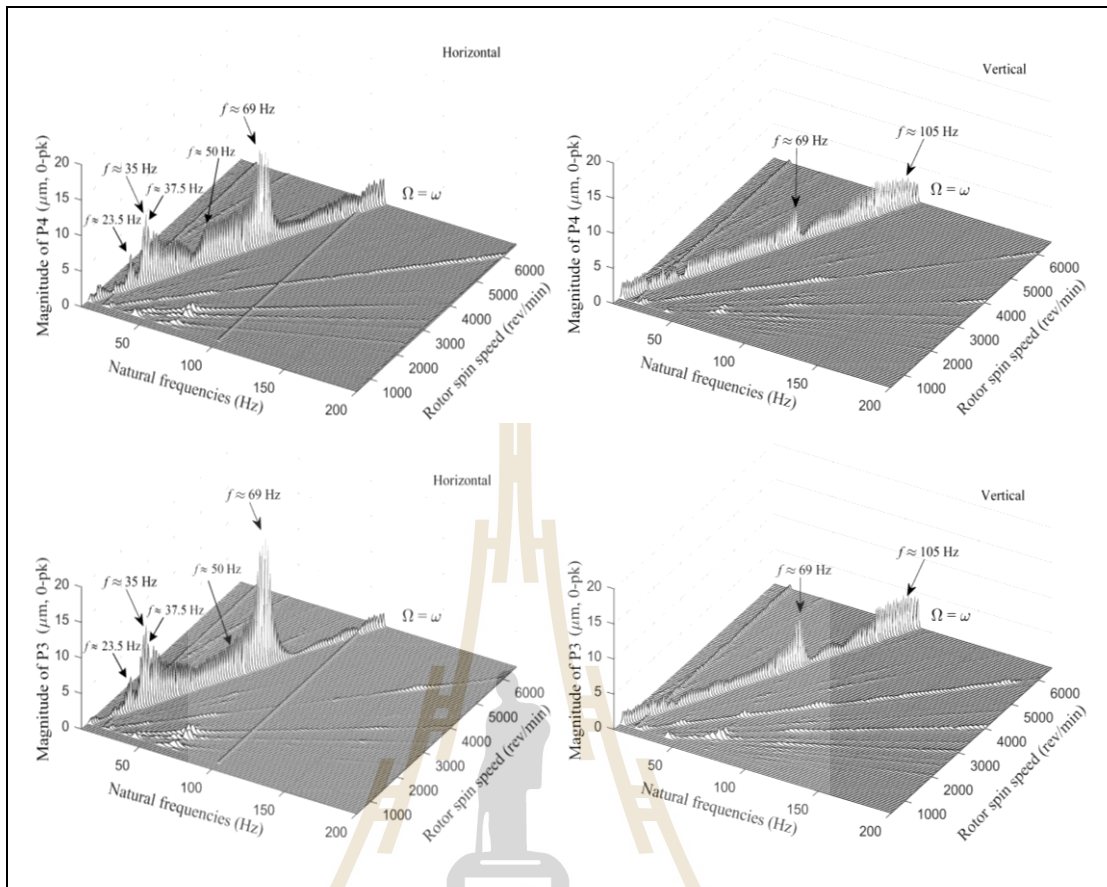 Horizontal
f ≈ 69 Hz
f ≈ 50 Hz
f ≈ 35 Hz
f ≈ 37.5 Hz
f ≈ 23.5 Hz
Ω = ω
Magnitude of P4 (μm, 0-pk)
20
15
10
5
0
50
100
150
200
Natural frequencies (Hz)
1000
2000
3000
4000
5000
6000
Rotor spin speed (rev/min)
Vertical
f ≈ 105 Hz
f ≈ 69 Hz
Ω = ω
Magnitude of P4 (μm, 0-pk)
20
15
10
5
0
50
100
150
200
Natural frequencies (Hz)
1000
2000
3000
4000
5000
6000
Rotor spin speed (rev/min)
Horizontal
f ≈ 69 Hz
f ≈ 50 Hz
f ≈ 35 Hz
f ≈ 37.5 Hz
f ≈ 23.5 Hz
Ω = ω
Magnitude of P3 (μm, 0-pk)
20
15
10
5
0
50
100
150
200
Natural frequencies (Hz)
1000
2000
3000
4000
5000
6000
Rotor spin speed (rev/min)
Vertical
f ≈ 105 Hz
f ≈ 69 Hz
Ω = ω
Magnitude of P3 (μm, 0-pk)
20
15
10
5
0
50
100
150
200
Natural frequencies (Hz)
1000
2000
3000
4000
5000
6000
Rotor spin speed (rev/min)